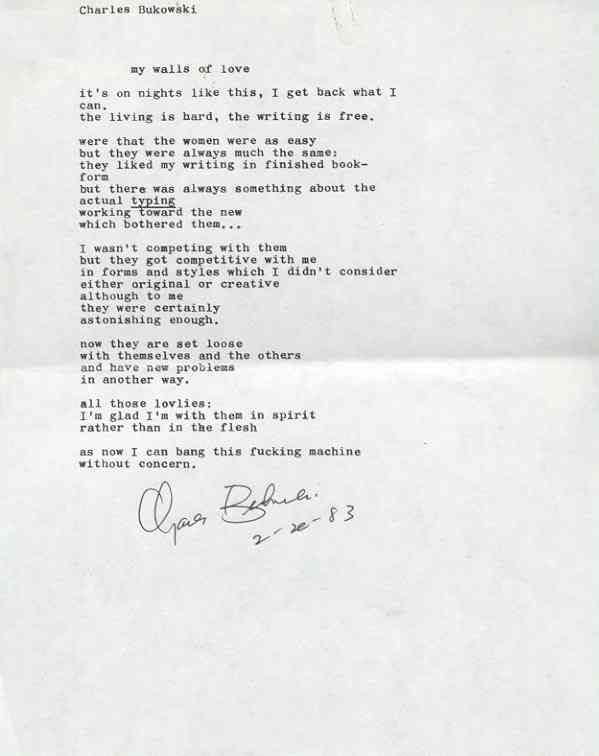 Charles Bukowski
my walls of love
it's on nights like this, I get back what I
can.
the living is hard, the writing is free.
were that the women were as easy
but they were always much the same:
they liked my writing in finished book-
form
but there was always something about the
actual typing
working toward the new
which bothered them...
I wasn't competing with them
but they got competitive with me
in forms and styles which I didn't consider
either original or creative
although to me
they were certainly
astonishing enough.
now they are set loose
with themselves and the others
and have new problems
in another way.
all those lovlies:
I'm glad I'm with them in spirit
rather than in the flesh
as now I can bang this fucking machine
without concern.
Charles Bukowski